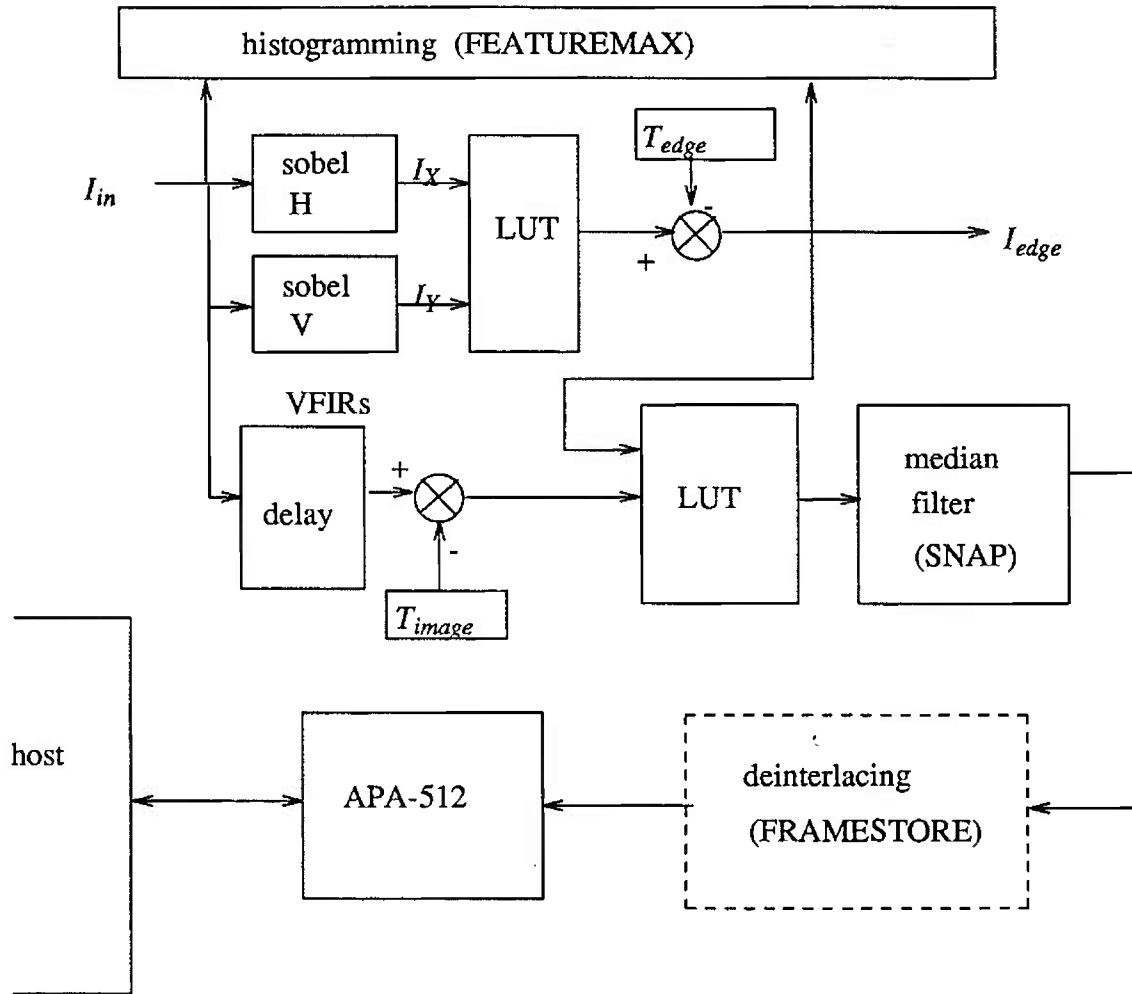 histogramming (FEATUREMAX)
T_edge
sobel
H
I_X
I_in
LUT
-
+
I_edge
sobel
V
I_Y
VFIRs
delay
+
-
T_image
LUT
median
filter
(SNAP)
host
APA-512
deinterlacing
(FRAMESTORE)